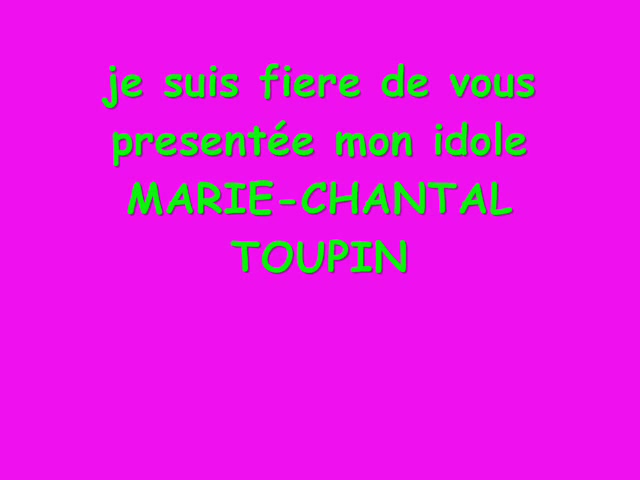 je suis fiere de vous
presentée mon idole
MARIE-CHANTAL
TOUPIN